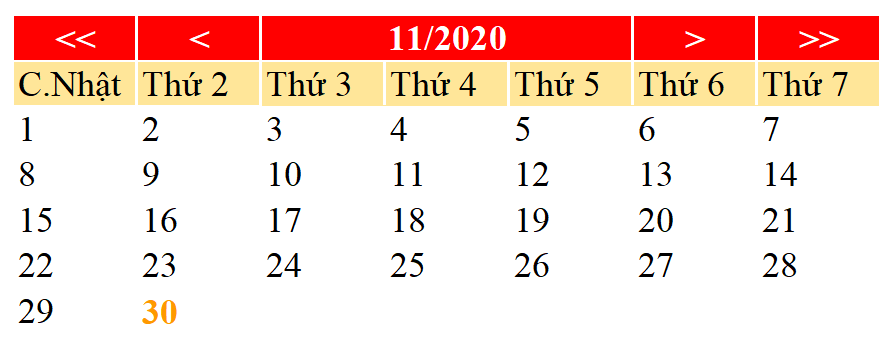 << < 11/2020 > >>
C.Nhật Thứ 2 Thứ 3 Thứ 4 Thứ 5 Thứ 6 Thứ 7
1 2 3 4 5 6 7
8 9 10 11 12 13 14
15 16 17 18 19 20 21
22 23 24 25 26 27 28
29 30